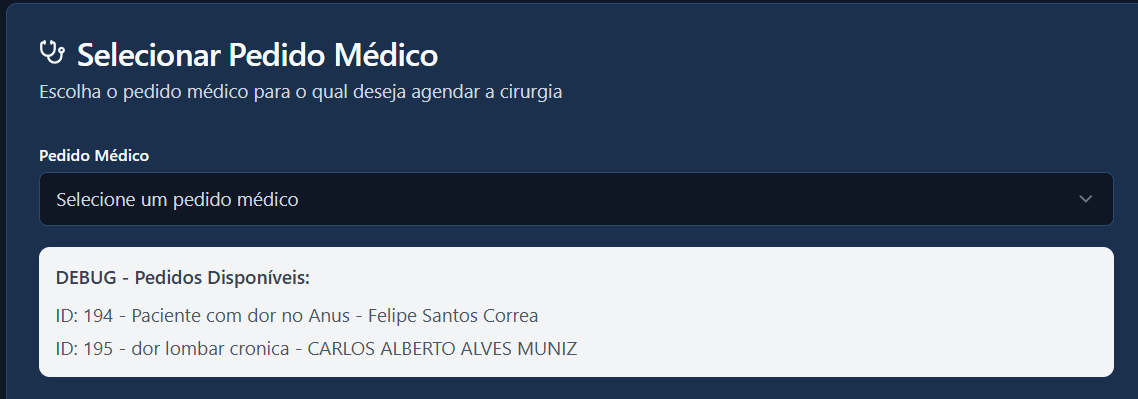 Selecionar Pedido Médico
Escolha o pedido médico para o qual deseja agendar a cirurgia
Pedido Médico
Selecione um pedido médico
DEBUG - Pedidos Disponíveis:
ID: 194 - Paciente com dor no Anus - Felipe Santos Correa
ID: 195 - dor lombar cronica - CARLOS ALBERTO ALVES MUNIZ